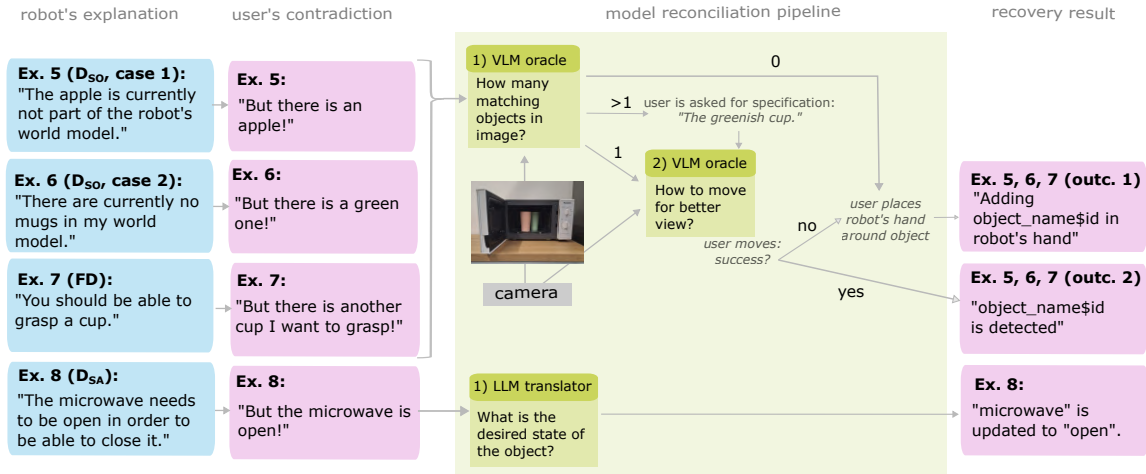 robot's explanation
user's contradiction
model reconciliation pipeline
recovery result
Ex. 5 (D_SO, case 1):
"The apple is currently
not part of the robot's
world model."
Ex. 5:
"But there is an
apple!"
Ex. 6 (D_SO, case 2):
"There are currently no
mugs in my world
model."
Ex. 6:
"But there is a green
one!"
Ex. 7 (FD):
"You should be able to
grasp a cup."
Ex. 7:
"But there is another
cup I want to grasp!"
Ex. 8 (D_SA):
"The microwave needs
to be open in order to
be able to close it."
Ex. 8:
"But the microwave is
open!"
1) VLM oracle
How many
matching
objects in
image?
0
>1
1
user is asked for specification:
"The greenish cup."
2) VLM oracle
How to move
for better
view?
camera
user moves:
success?
no
yes
user places
robot's hand
around object
1) LLM translator
What is the
desired state of
the object?
Ex. 5, 6, 7 (outc. 1)
"Adding
object_name$id in
robot's hand"
Ex. 5, 6, 7 (outc. 2)
"object_name$id
is detected"
Ex. 8:
"microwave" is
updated to "open".